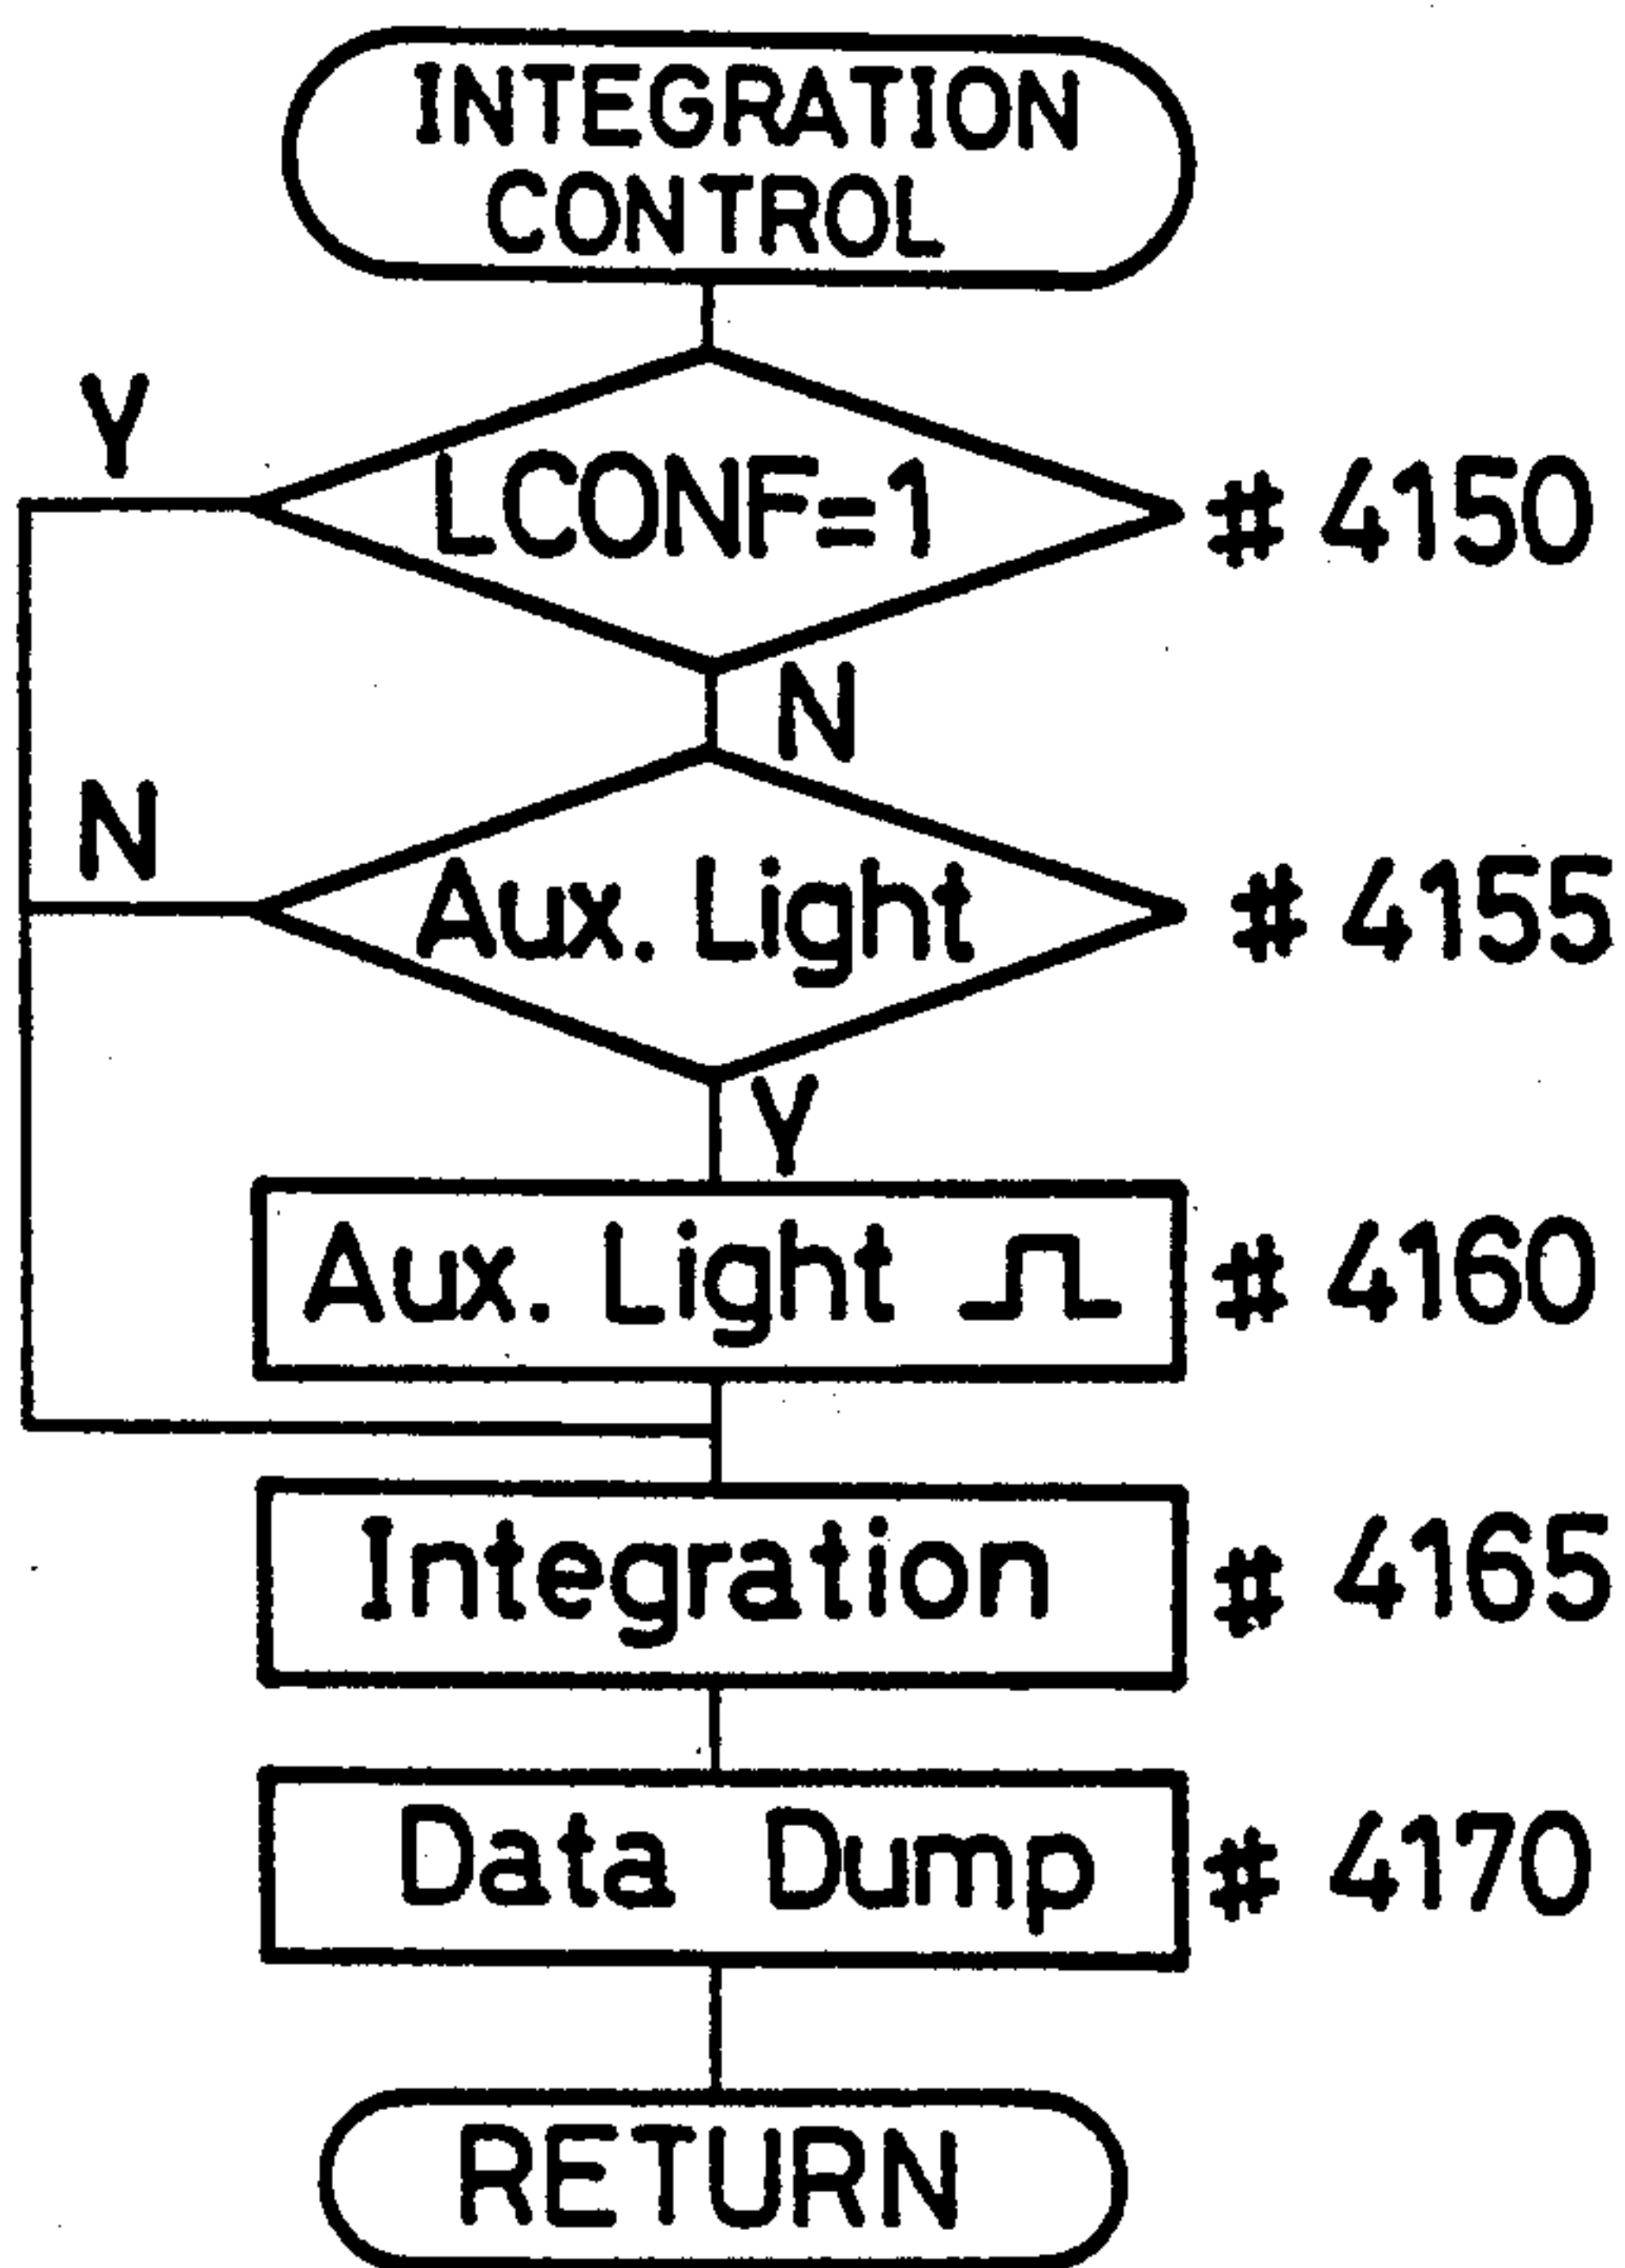 INTEGRATION
CONTROL
Y
LCONF=1 # 4150
N
N
Aux. Light # 4155
Y
Aux. Light # 4160
Integration # 4165
Data Dump # 4170
RETURN